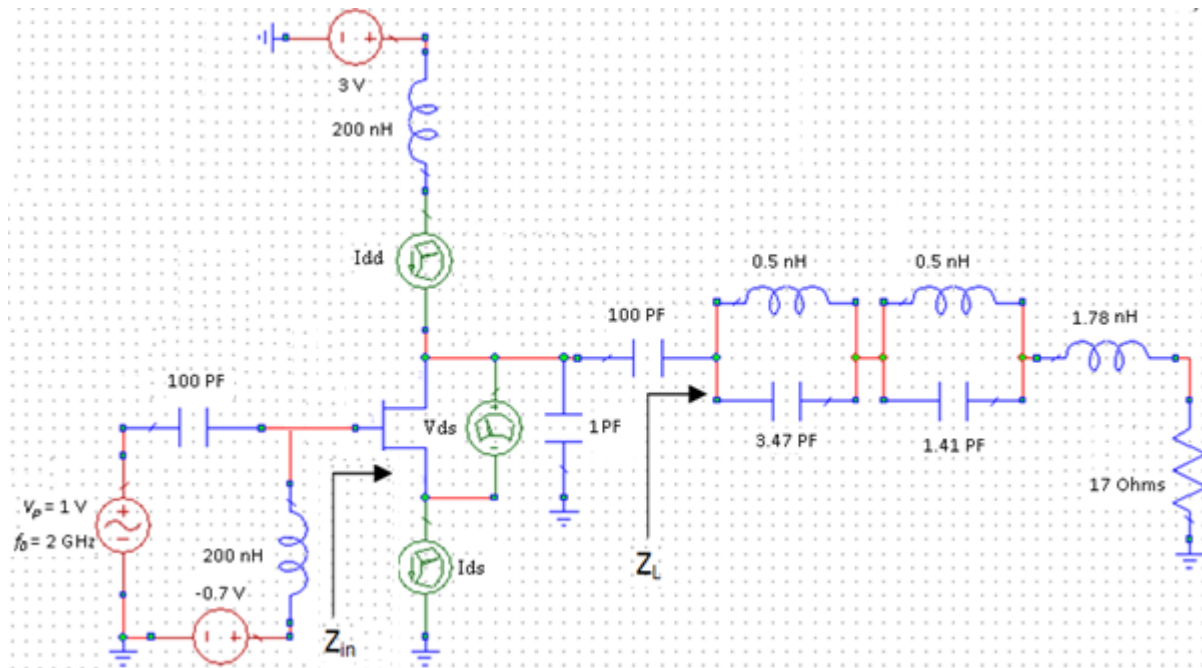 3 V
200 nH
Idd
0.5 nH
0.5 nH
100 PF
1.78 nH
100 PF
Vds
1PF
3.47 PF
1.41 PF
17 Ohms
Vp = 1 V
f0 = 2 GHz
200 nH
-0.7 V
Zin
Ids
ZL